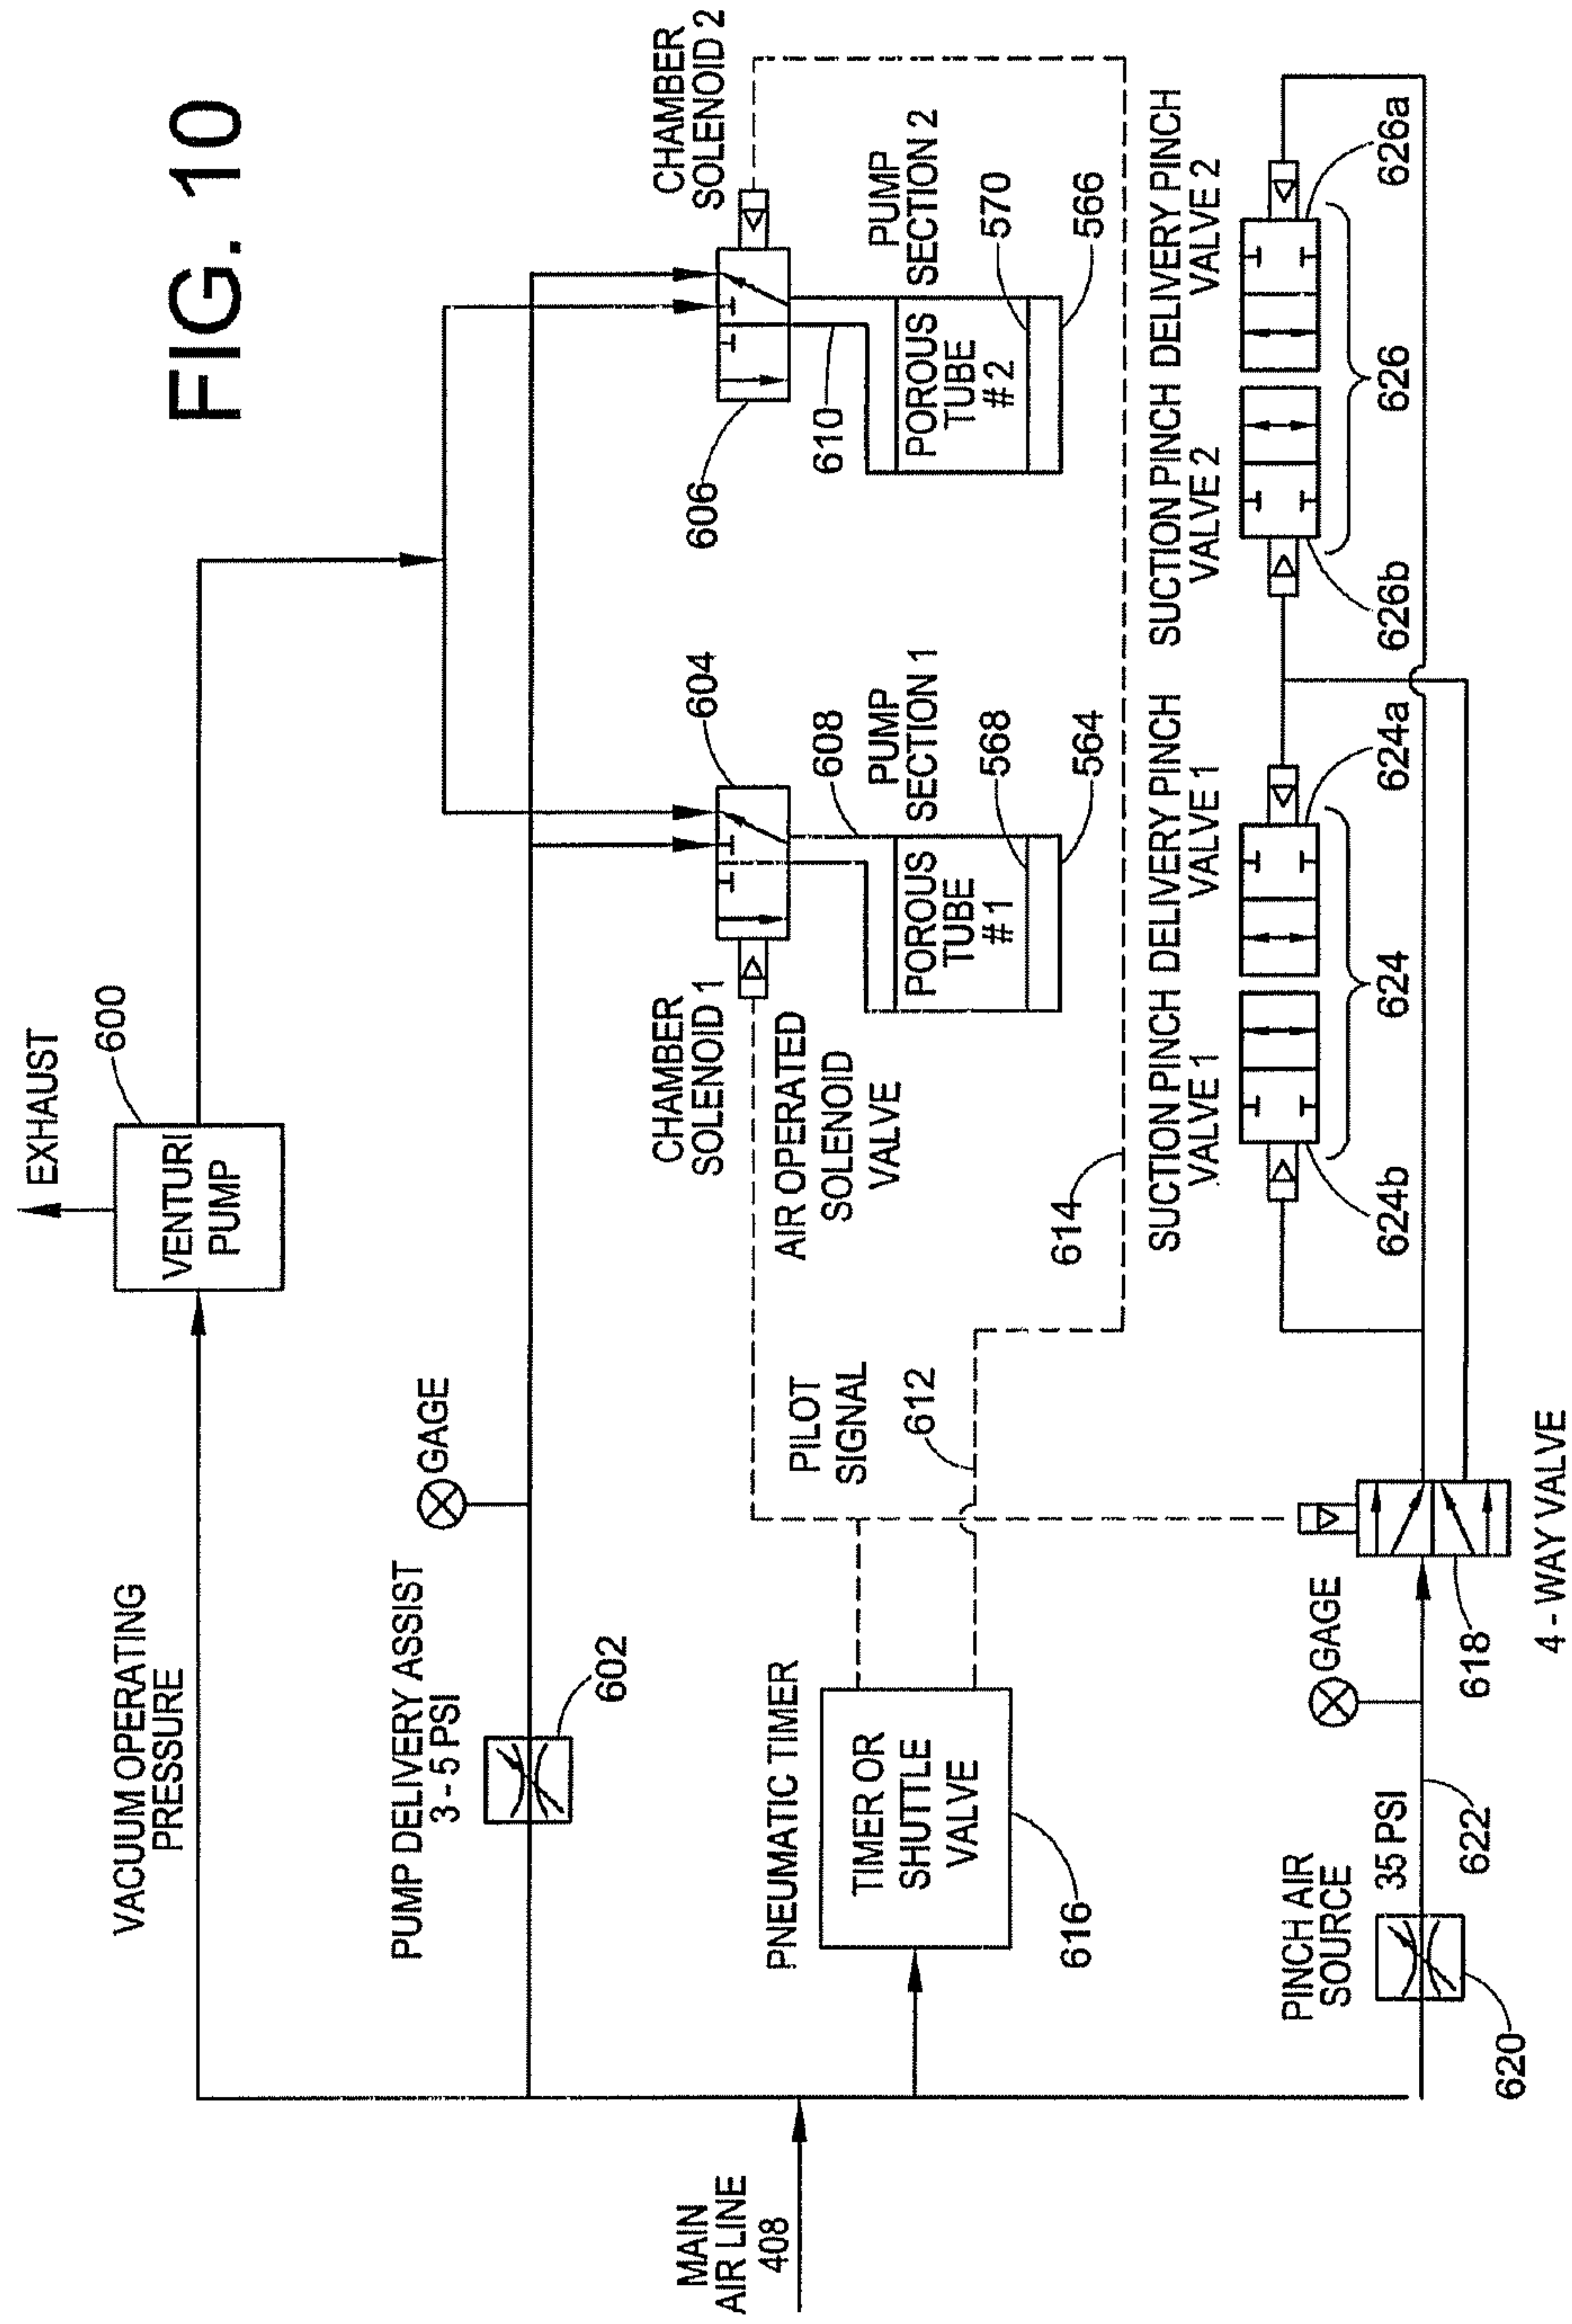 FIG. 10
EXHAUST
600
VENTURI
PUMP
VACUUM OPERATING
PRESSURE
GAGE
PUMP DELIVERY ASSIST
3 - 5 PSI
602
CHAMBER
SOLENOID 2
606
610
PUMP
SECTION 2
POROUS
TUBE
# 2
570
566
604
608
PUMP
SECTION 1
POROUS
TUBE
# 1
568
564
CHAMBER
SOLENOID 1
AIR OPERATED
SOLENOID
VALVE
614
PILOT
SIGNAL
612
MAIN
AIR LINE
408
PNEUMATIC TIMER
TIMER OR
SHUTTLE
VALVE
616
SUCTION PINCH
VALVE 1
DELIVERY PINCH
VALVE 1
SUCTION PINCH
VALVE 2
DELIVERY PINCH
VALVE 2
624b
624
624a
626b
626
626a
PINCH AIR
SOURCE
35 PSI
GAGE
620
622
618
4 - WAY VALVE